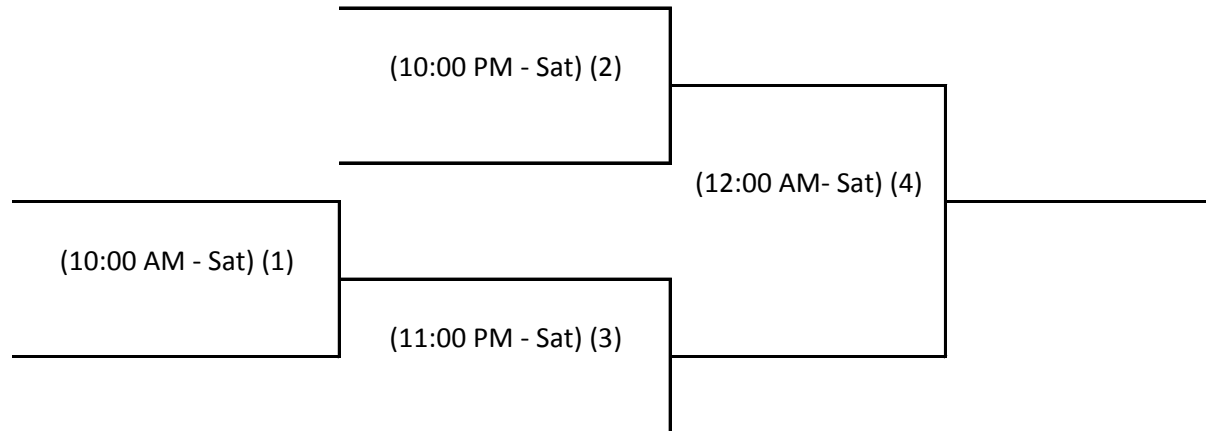 (10:00 PM - Sat) (2)
(12:00 AM- Sat) (4)
(10:00 AM - Sat) (1)
(11:00 PM - Sat) (3)